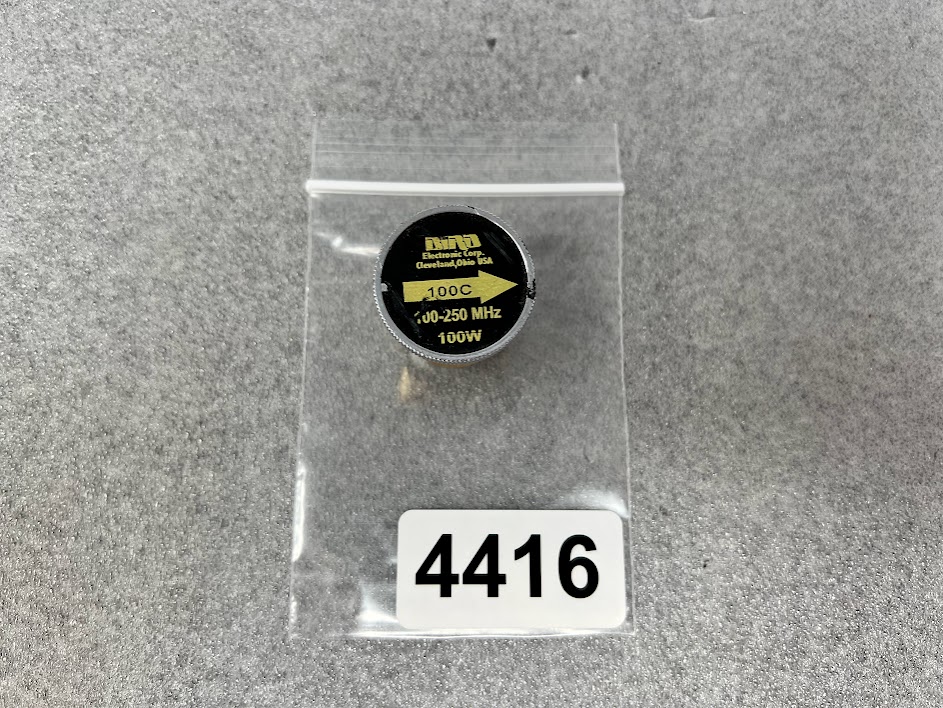 BIRD
Electronic Corp.
Cleveland,Ohio USA
100C
100-250 MHz
100W
4416